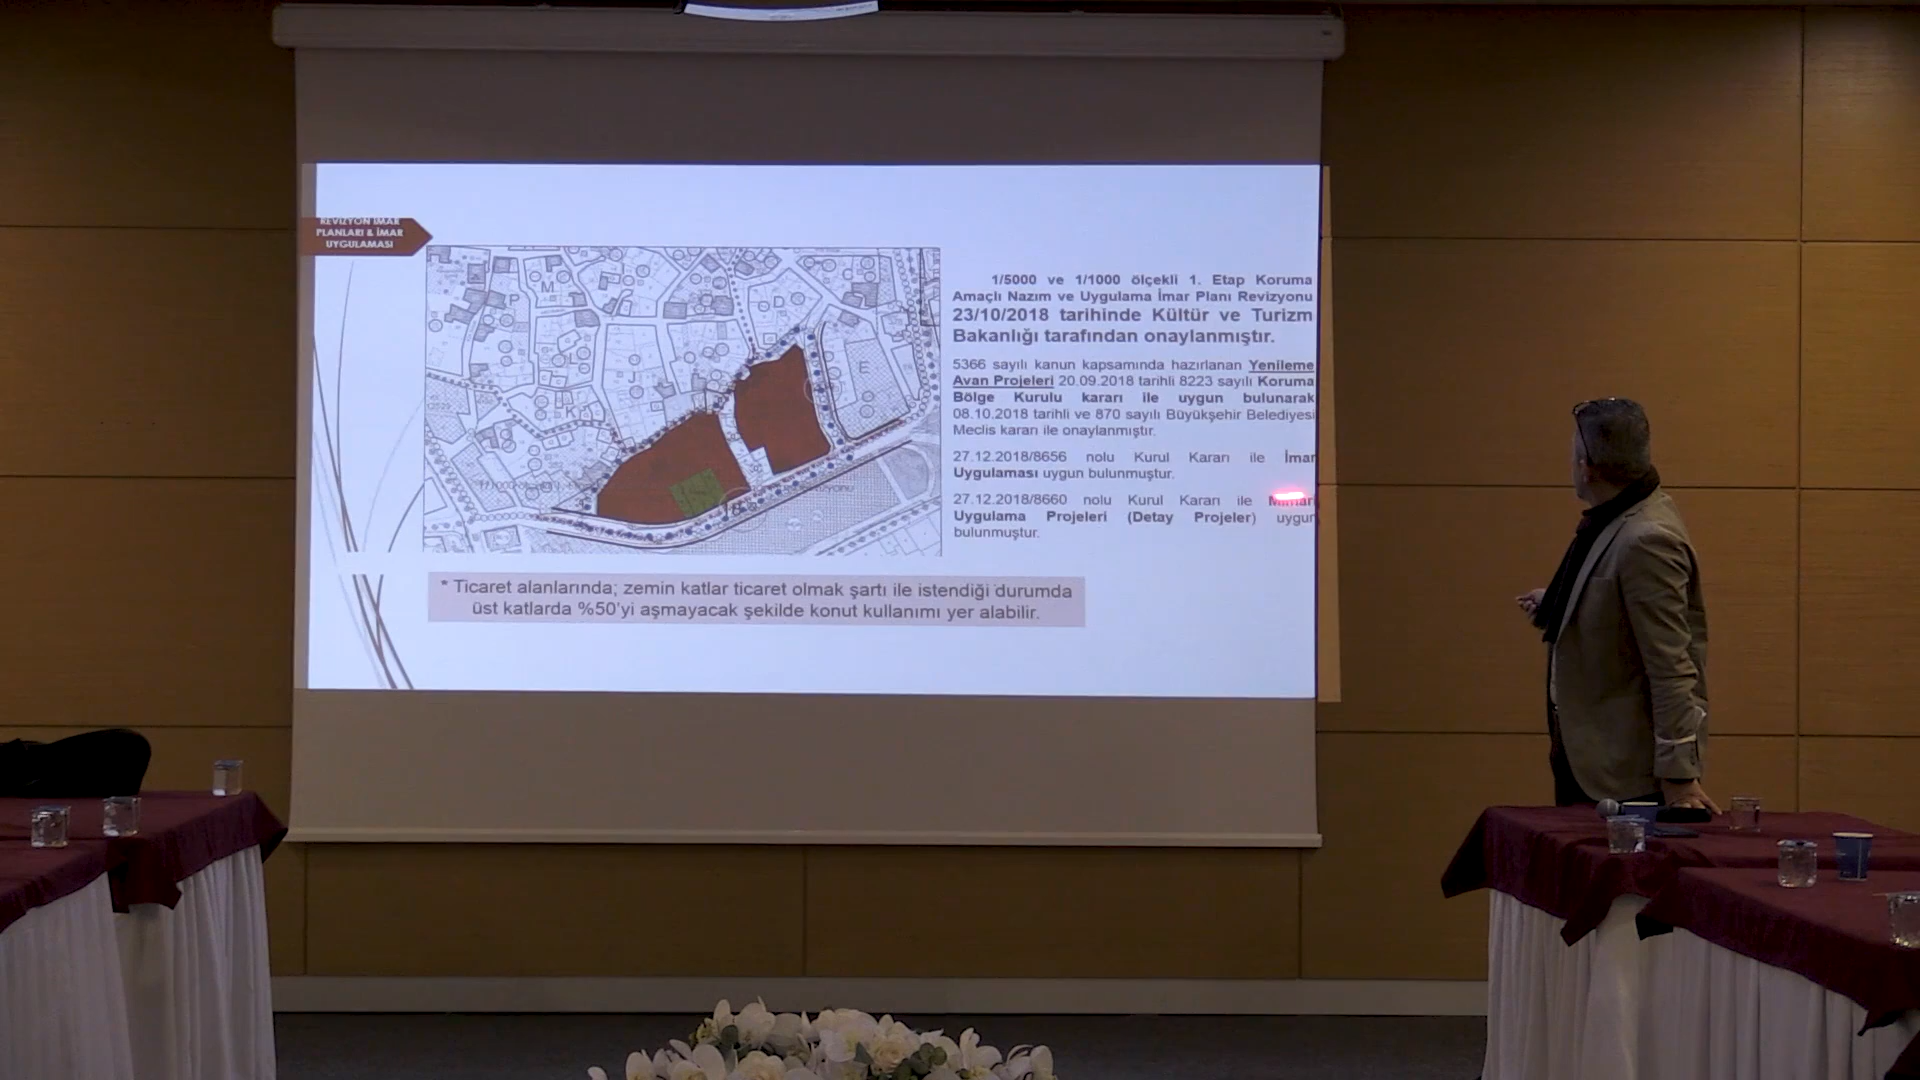 REVİZYON İMAR
PLANLARI & İMAR
UYGULAMASI
1/5000 ve 1/1000 ölçekli 1. Etap Koruma
Amaçlı Nazım ve Uygulama İmar Planı Revizyonu
23/10/2018 tarihinde Kültür ve Turizm
Bakanlığı tarafından onaylanmıştır.
5366 sayılı kanun kapsamında hazırlanan Yenileme
Avan Projeleri 20.09.2018 tarihli 8223 sayılı Koruma
Bölge Kurulu kararı ile uygun bulunarak
08.10.2018 tarihli ve 870 sayılı Büyükşehir Belediyesi
Meclis kararı ile onaylanmıştır.
27.12.2018/8656 nolu Kurul Kararı ile İmar
Uygulaması uygun bulunmuştur.
27.12.2018/8660 nolu Kurul Kararı ile Mimari
Uygulama Projeleri (Detay Projeler) uygun
bulunmuştur.
P
M
D
E
L
J
K
* Ticaret alanlarında; zemin katlar ticaret olmak şartı ile istendiği durumda
üst katlarda %50'yi aşmayacak şekilde konut kullanımı yer alabilir.